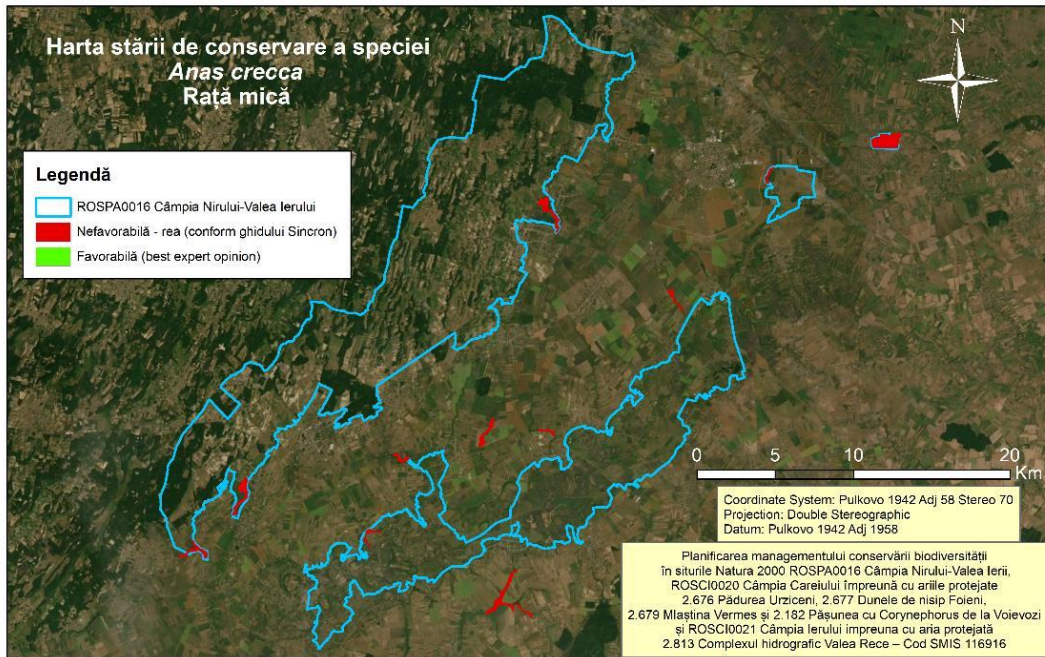 Harta stării de conservare a speciei
Anas crecca
Rață mică
N
Legendă
ROSPA0016 Câmpia Nirului-Valea Ierului
Nefavorabilă - rea (conform ghidului Sincron)
Favorabilă (best expert opinion)
0 5 10 20
Km
Coordinate System: Pulkovo 1942 Adj 58 Stereo 70
Projection: Double Stereographic
Datum: Pulkovo 1942 Adj 1958
Planificarea managementului conservării biodiversității
în siturile Natura 2000 ROSPA0016 Câmpia Nirului-Valea Ierii,
ROSCI0020 Câmpia Careiului împreună cu ariile protejate
2.676 Pădurea Urziceni, 2.677 Dunele de nisip Foieni,
2.679 Mlaștina Vermes și 2.182 Pășunea cu Corynephorus de la Voievozi
și ROSCI0021 Câmpia Ierului impreuna cu aria protejată
2.813 Complexul hidrografic Valea Rece – Cod SMIS 116916